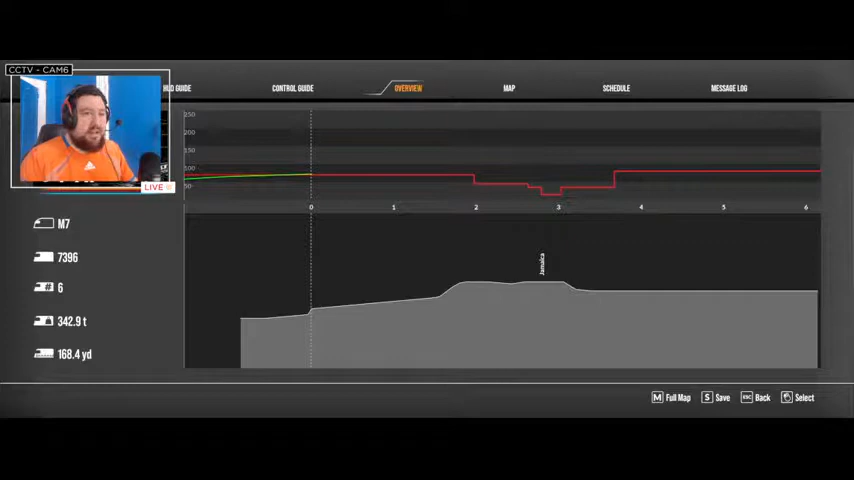 CCTV - CAM6
HUD GUIDE
CONTROL GUIDE
OVERVIEW
MAP
SCHEDULE
MESSAGE LOG
250
200
150
100
50
LIVE
0
1
2
3
4
5
6
M7
7396
6
342.9 t
168.4 yd
Jamaica
M Full Map
S Save
ESC Back
Select